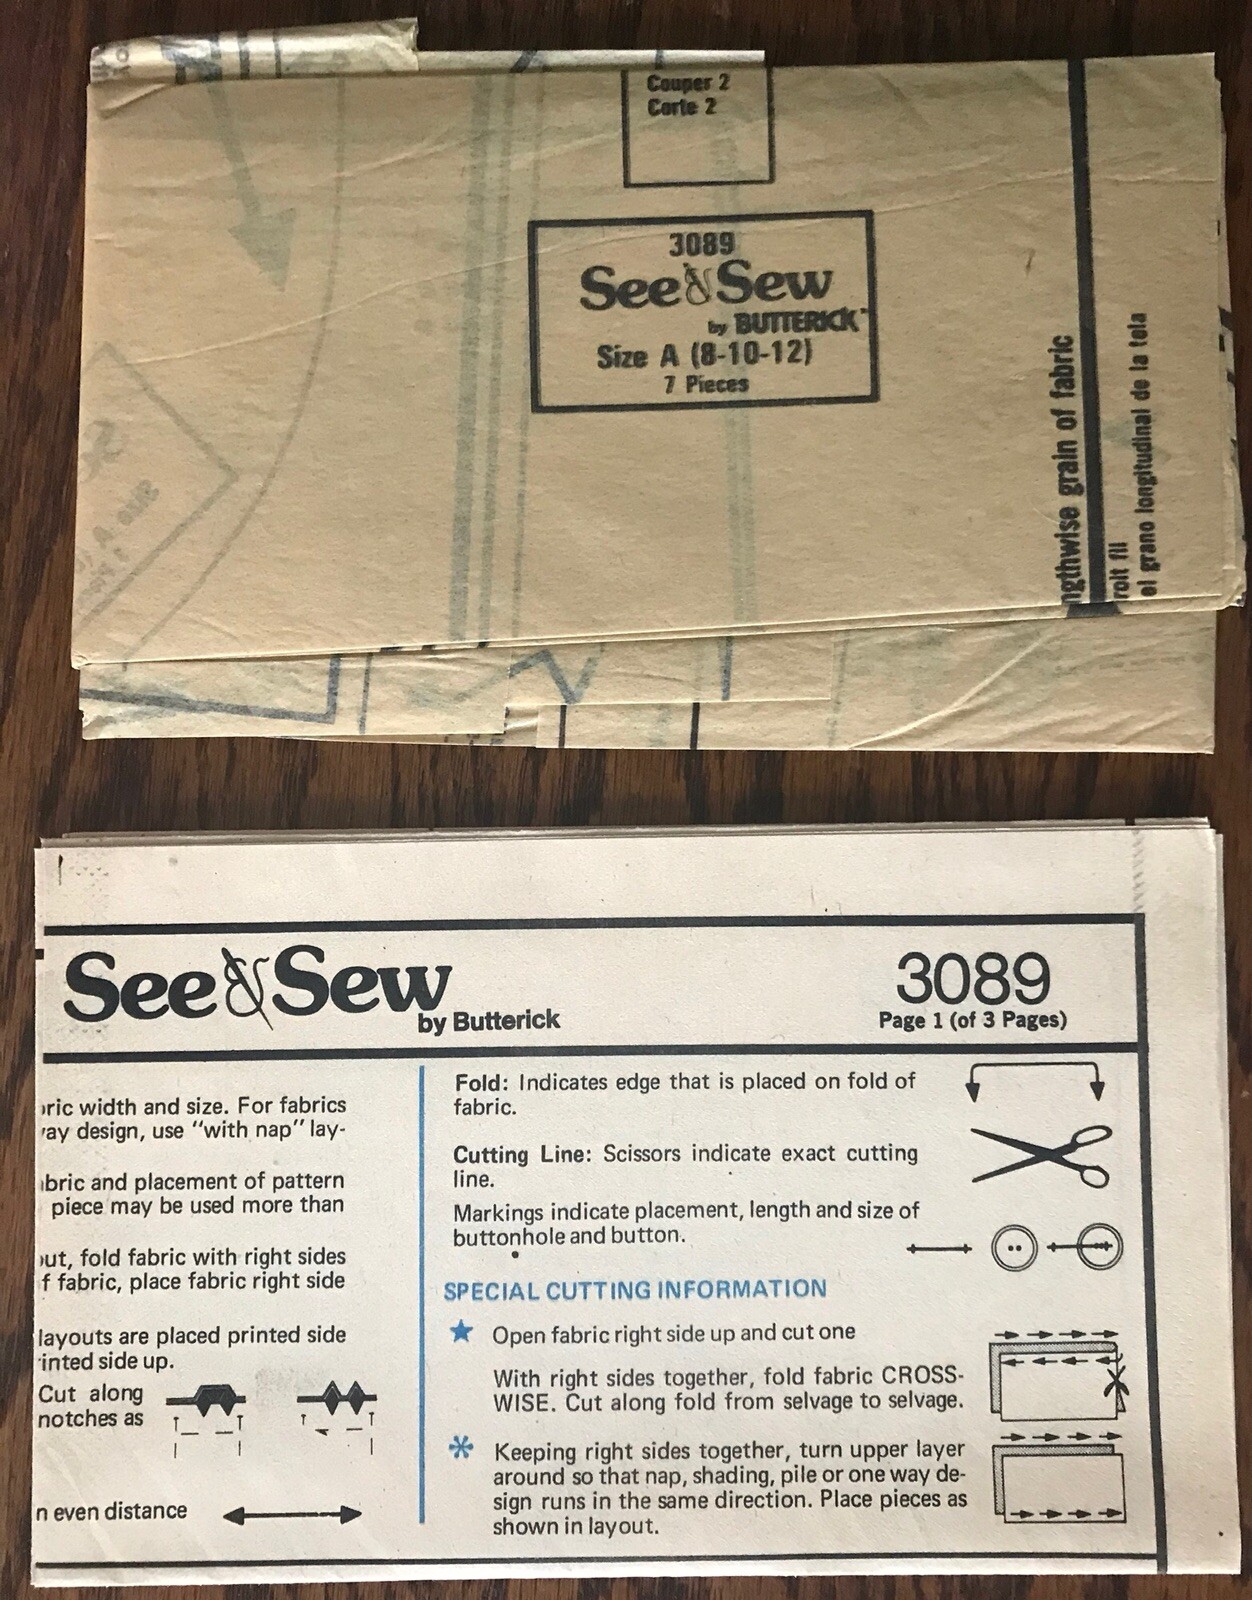 Couper 2
Corte 2
3089
See & Sew
by BUTTERICK™
Size A (8-10-12)
7 Pieces
ngthwise grain of fabric
roit fil
el grano longitudinal de la tela
Size A
See & Sew
by Butterick
3089
Page 1 (of 3 Pages)
ric width and size. For fabrics
ay design, use "with nap" lay-
bric and placement of pattern
piece may be used more than
out, fold fabric with right sides
f fabric, place fabric right side
layouts are placed printed side
inted side up.
Cut along
notches as
n even distance
Fold: Indicates edge that is placed on fold of
fabric.
Cutting Line: Scissors indicate exact cutting
line.
Markings indicate placement, length and size of
buttonhole and button.
SPECIAL CUTTING INFORMATION
★ Open fabric right side up and cut one
With right sides together, fold fabric CROSS-
WISE. Cut along fold from selvage to selvage.
* Keeping right sides together, turn upper layer
around so that nap, shading, pile or one way de-
sign runs in the same direction. Place pieces as
shown in layout.